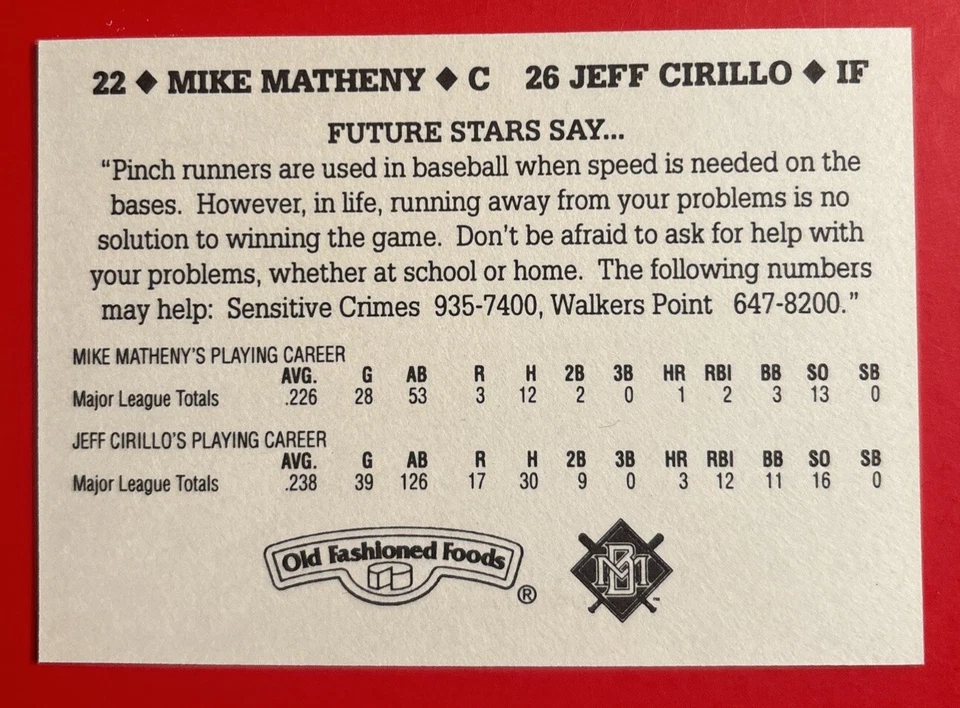 22 ♦ MIKE MATHENY ♦ C 26 JEFF CIRILLO ♦ IF
FUTURE STARS SAY...
“Pinch runners are used in baseball when speed is needed on the
bases. However, in life, running away from your problems is no
solution to winning the game. Don't be afraid to ask for help with
your problems, whether at school or home. The following numbers
may help: Sensitive Crimes 935-7400, Walkers Point 647-8200.”
MIKE MATHENY'S PLAYING CAREER
AVG. G AB R H 2B 3B HR RBI BB SO SB
Major League Totals .226 28 53 3 12 2 0 1 2 3 13 0
JEFF CIRILLO'S PLAYING CAREER
AVG. G AB R H 2B 3B HR RBI BB SO SB
Major League Totals .238 39 126 17 30 9 0 3 12 11 16 0
Old Fashioned Foods ®
MB ™